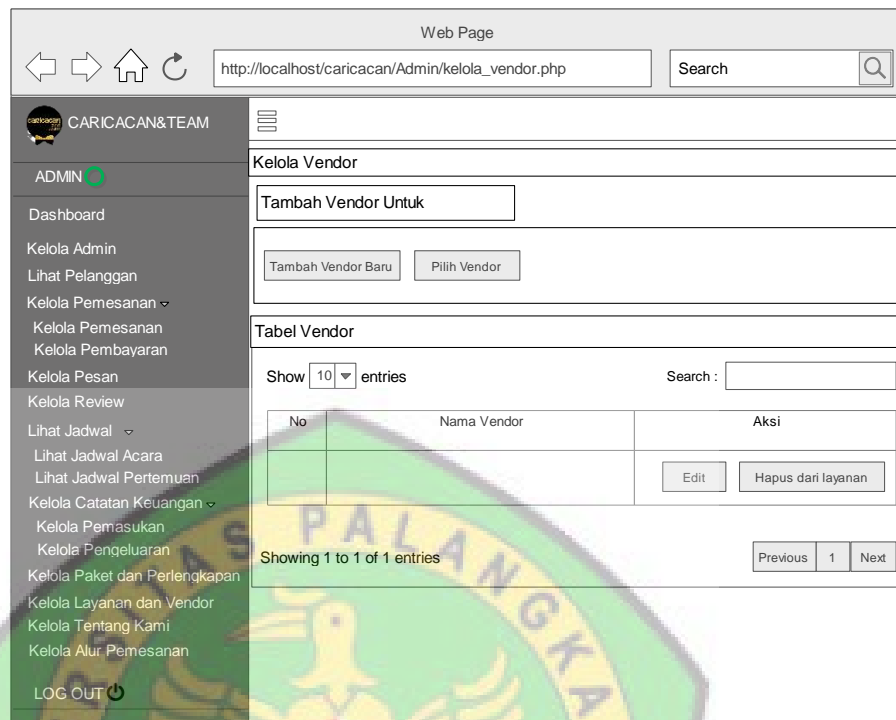 Web Page
http://localhost/caricacan/Admin/kelola_vendor.php
Search
CARICACAN&TEAM
ADMIN
Dashboard
Kelola Admin
Lihat Pelanggan
Kelola Pemesanan
Kelola Pemesanan
Kelola Pembayaran
Kelola Pesan
Kelola Review
Lihat Jadwal
Lihat Jadwal Acara
Lihat Jadwal Pertemuan
Kelola Catatan Keuangan
Kelola Pemasukan
Kelola Pengeluaran
Kelola Paket dan Perlengkapan
Kelola Layanan dan Vendor
Kelola Tentang Kami
Kelola Alur Pemesanan
LOG OUT
Kelola Vendor
Tambah Vendor Untuk
Tambah Vendor Baru Pilih Vendor
Tabel Vendor
Show 10 entries Search :
No Nama Vendor Aksi
Edit Hapus dari layanan
Showing 1 to 1 of 1 entries Previous 1 Next
PALANGKA